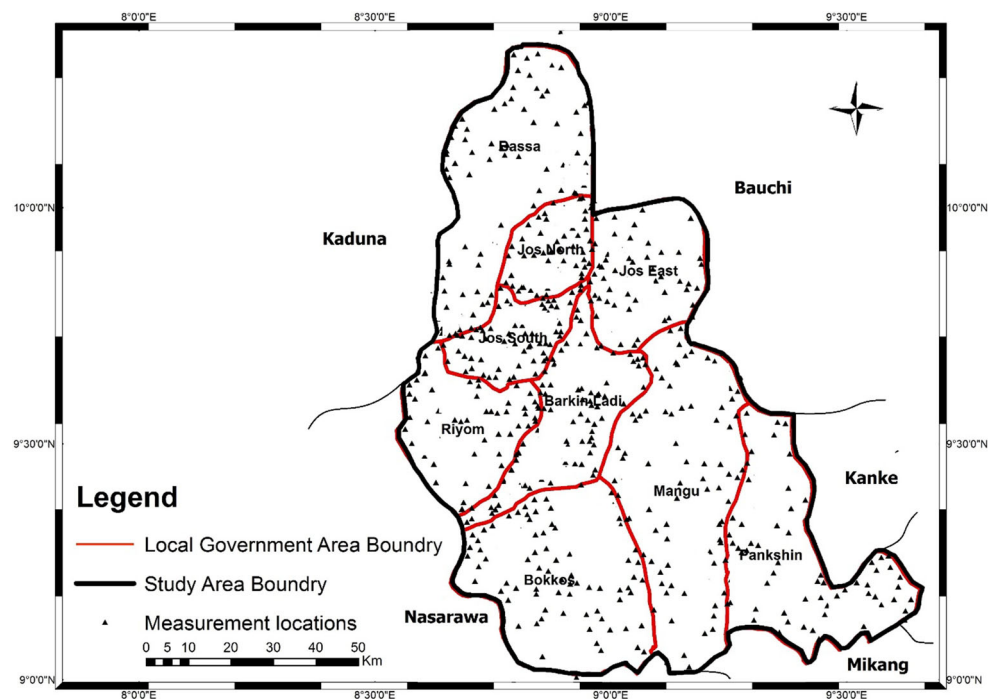 8°0'0"E 8°30'0"E 9°0'0"E 9°30'0"E
Bassa
Bauchi
10°0'0"N 10°0'0"N
Kaduna
Jos North
Jos East
Jos South
Barkin Ladi
Riyom
9°30'0"N 9°30'0"N
Kanke
Mangu
Legend
Local Government Area Boundry
Pankshin
Study Area Boundry
Bokkos
Nasarawa
Measurement locations
0 5 10 20 30 40 50
Km
Mikang
9°0'0"N 9°0'0"N
8°0'0"E 8°30'0"E 9°0'0"E 9°30'0"E